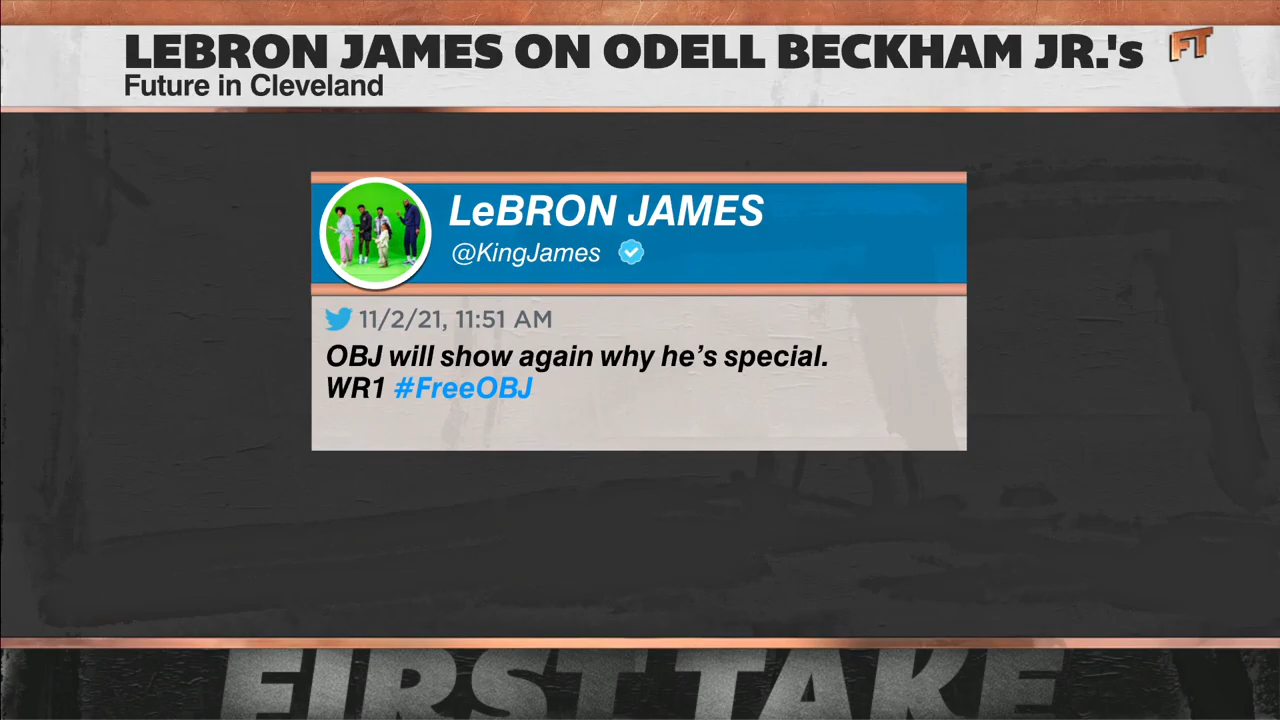 LEBRON JAMES ON ODELL BECKHAM JR.'s
FT
Future in Cleveland
LeBRON JAMES
@KingJames
11/2/21, 11:51 AM
OBJ will show again why he's special.
WR1 #FreeOBJ
FIRST TAKE